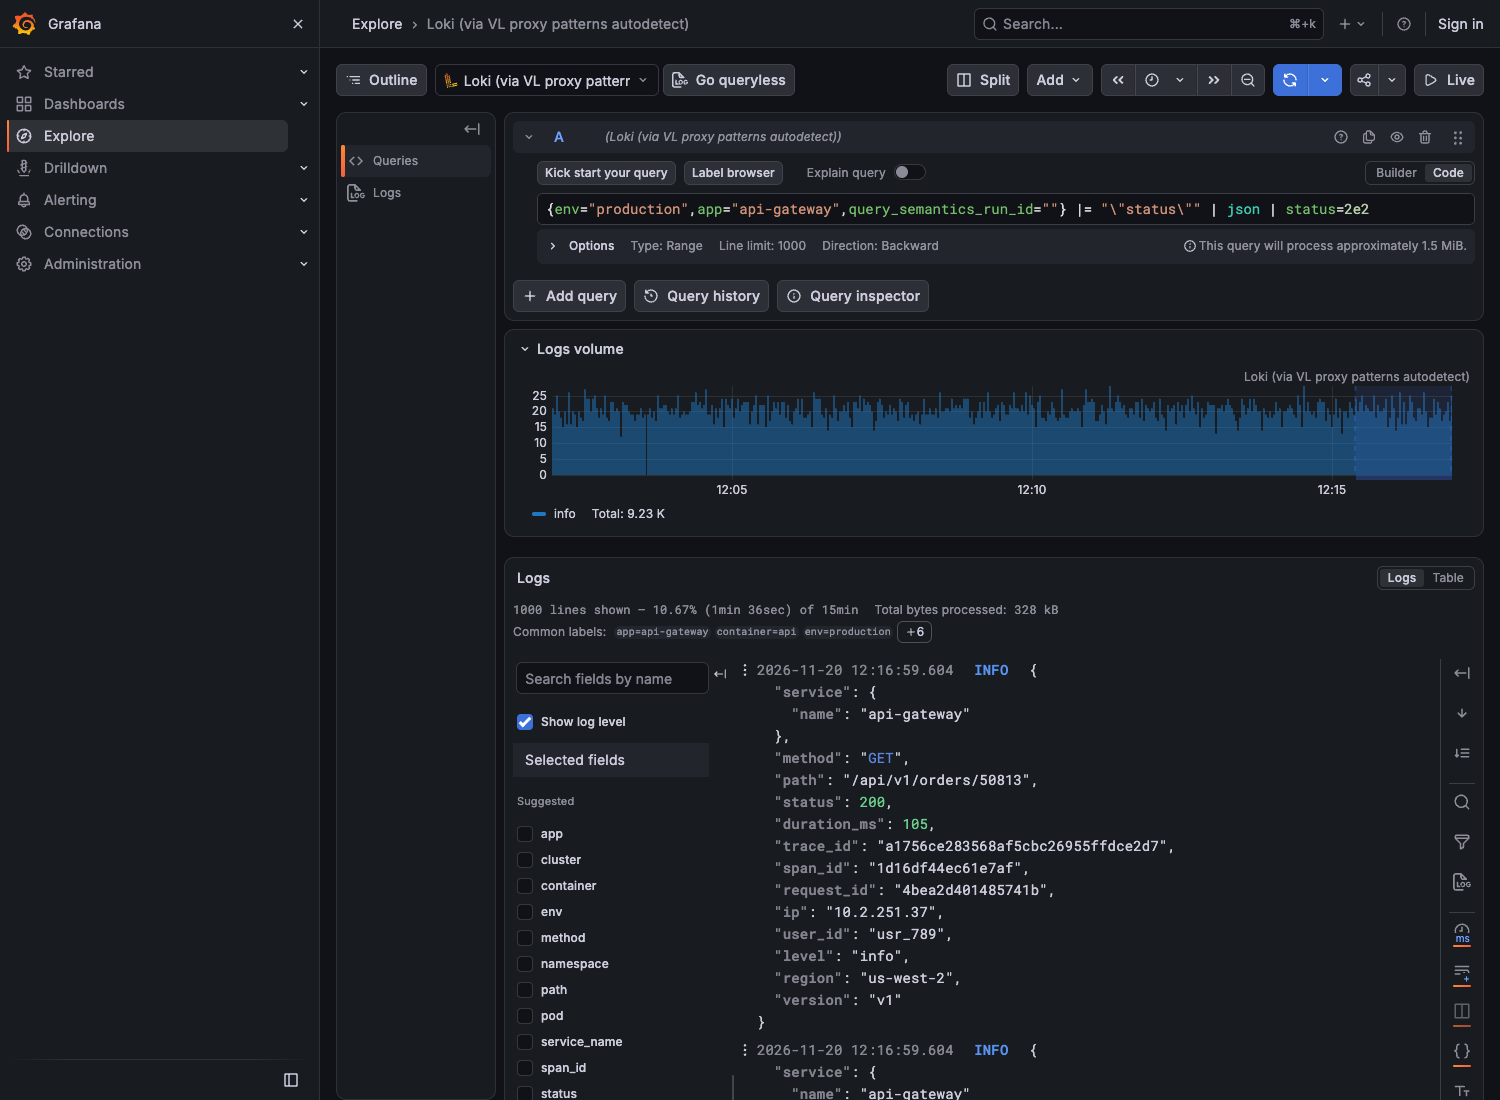 Grafana
Explore › Loki (via VL proxy patterns autodetect)
Search...
⌘+k
Sign in
Starred
Dashboards
Explore
Drilldown
Alerting
Connections
Administration
Outline
Loki (via VL proxy patterr
Go queryless
Split
Add
Live
Queries
Logs
A
(Loki (via VL proxy patterns autodetect))
Kick start your query
Label browser
Explain query
Builder
Code
{env="production",app="api-gateway",query_semantics_run_id=""} |= "\"status\"" | json | status=2e2
Options
Type: Range
Line limit: 1000
Direction: Backward
This query will process approximately 1.5 MiB.
Add query
Query history
Query inspector
Logs volume
Loki (via VL proxy patterns autodetect)
25
20
15
10
5
0
12:05
12:10
12:15
info
Total: 9.23 K
Logs
Logs
Table
1000 lines shown — 10.67% (1min 36sec) of 15min
Total bytes processed: 328 kB
Common labels:
app=api-gateway
container=api
env=production
+6
Search fields by name
Show log level
Selected fields
Suggested
app
cluster
container
env
method
namespace
path
pod
service_name
span_id
status
2026-11-20 12:16:59.604 INFO {
"service": {
"name": "api-gateway"
},
"method": "GET",
"path": "/api/v1/orders/50813",
"status": 200,
"duration_ms": 105,
"trace_id": "a1756ce283568af5cbc26955ffdce2d7",
"span_id": "1d16df44ec61e7af",
"request_id": "4bea2d401485741b",
"ip": "10.2.251.37",
"user_id": "usr_789",
"level": "info",
"region": "us-west-2",
"version": "v1"
}
2026-11-20 12:16:59.604 INFO {
"service": {
"name": "api-gateway"
LOG
ms
Tт